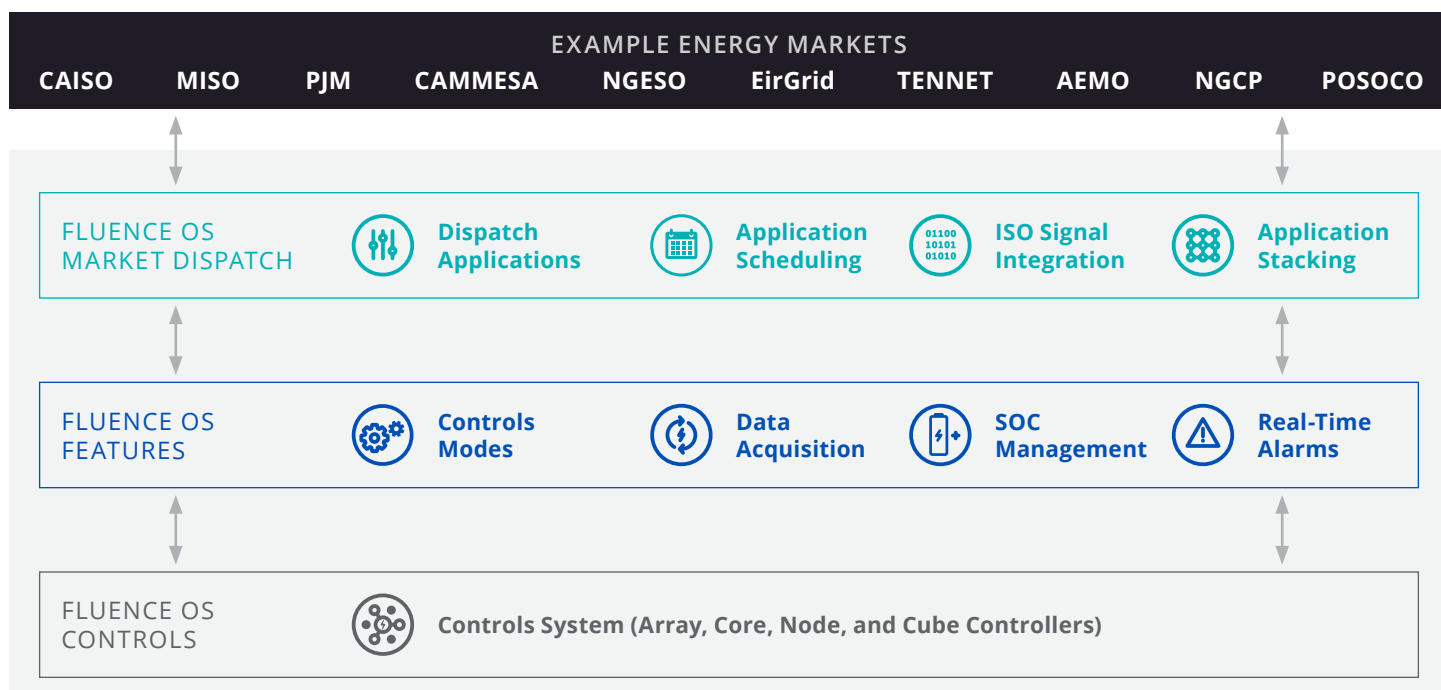 EXAMPLE ENERGY MARKETS
CAISO MISO PJM CAMMESA NGESO EirGrid TENNET AEMO NGCP POSOCO
FLUENCE OS
MARKET DISPATCH
Dispatch
Applications
Application
Scheduling
01100
10101
01010
ISO Signal
Integration
Application
Stacking
FLUENCE OS
FEATURES
Controls
Modes
Data
Acquisition
SOC
Management
Real-Time
Alarms
FLUENCE OS
CONTROLS
Controls System (Array, Core, Node, and Cube Controllers)